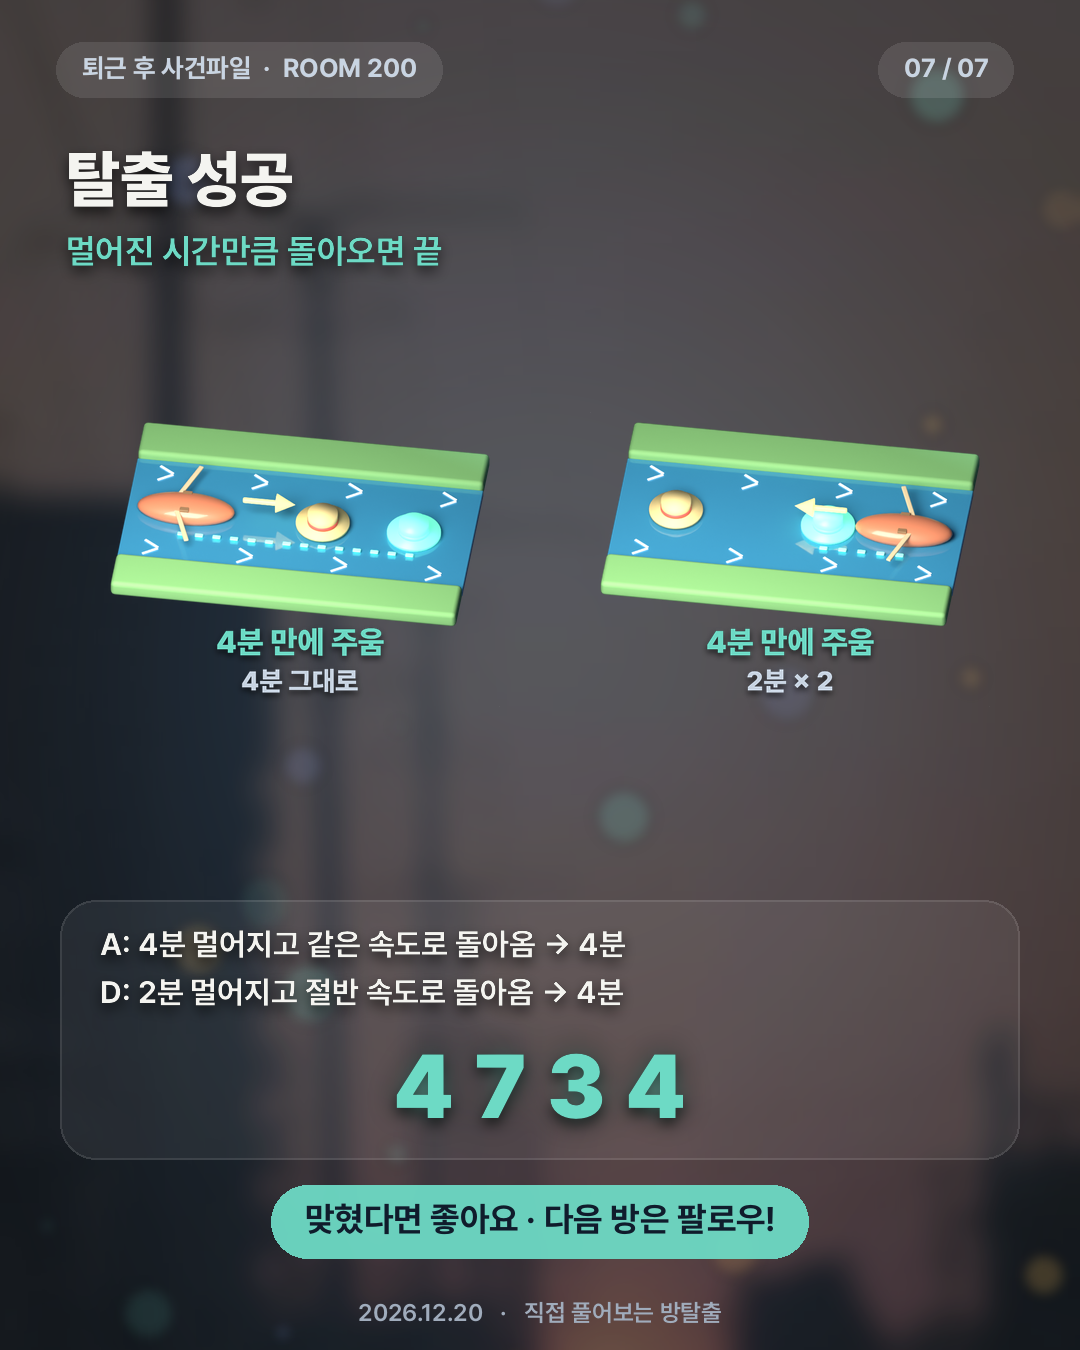 퇴근 후 사건파일 · ROOM 200
07 / 07
탈출 성공
멀어진 시간만큼 돌아오면 끝
4분 만에 주움
4분 그대로
4분 만에 주움
2분 × 2
A: 4분 멀어지고 같은 속도로 돌아옴 → 4분
D: 2분 멀어지고 절반 속도로 돌아옴 → 4분
4 7 3 4
맞혔다면 좋아요 · 다음 방은 팔로우!
2026.12.20 · 직접 풀어보는 방탈출